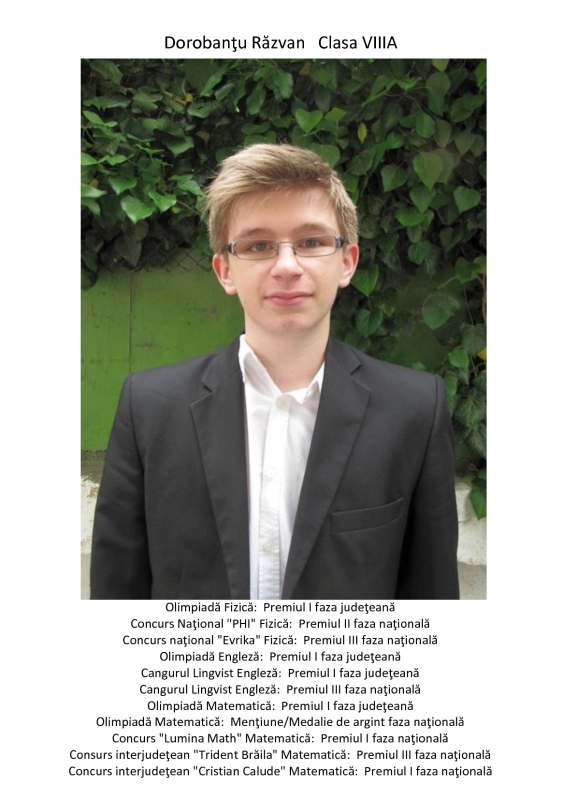 Dorobanţu Răzvan   Clasa VIIIA
Olimpiadă Fizică:  Premiul I faza judeţeană
Concurs Naţional "PHI" Fizică:  Premiul II faza naţională
Concurs naţional "Evrika" Fizică:  Premiul III faza naţională
Olimpiadă Engleză:  Premiul I faza judeţeană
Cangurul Lingvist Engleză:  Premiul I faza judeţeană
Cangurul Lingvist Engleză:  Premiul III faza naţională
Olimpiadă Matematică:  Premiul I faza judeţeană
Olimpiadă Matematică:  Menţiune/Medalie de argint faza naţională
Concurs "Lumina Math" Matematică:  Premiul I faza naţională
Consurs interjudeţean "Trident Brăila" Matematică:  Premiul III faza naţională
Concurs interjudeţean "Cristian Calude" Matematică:  Premiul I faza naţională